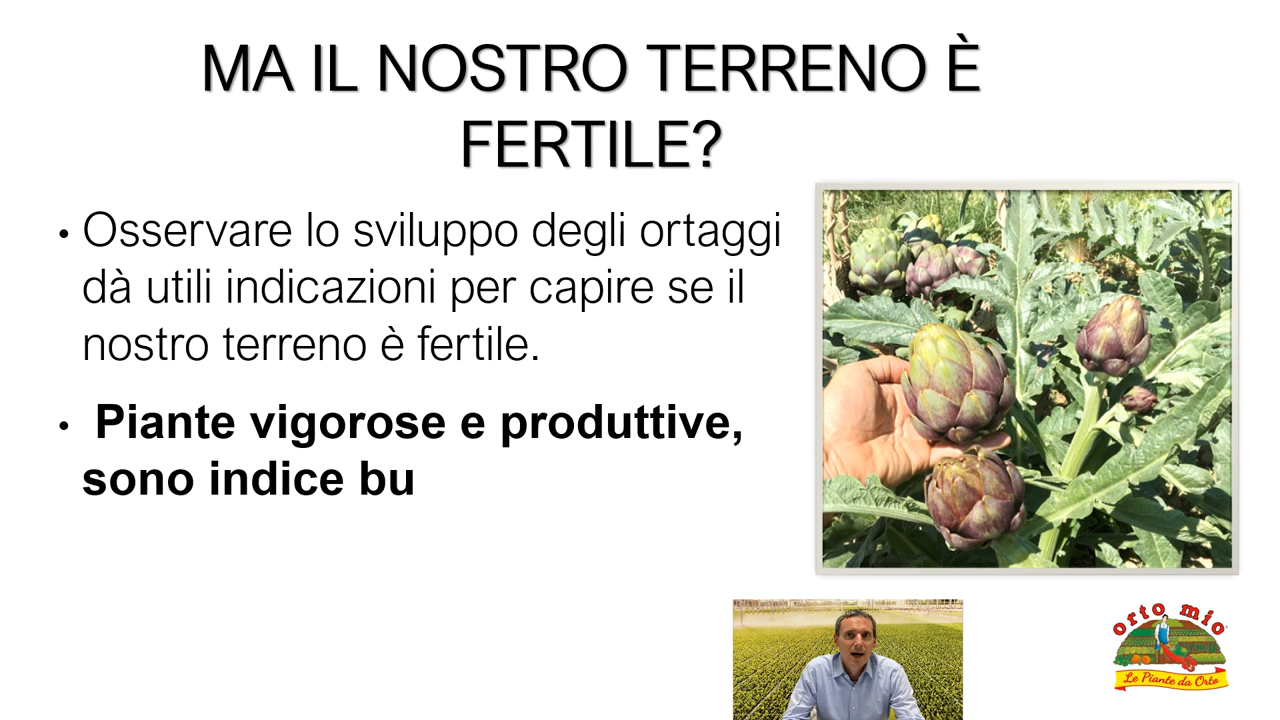 MA IL NOSTRO TERRENO È
FERTILE?
• Osservare lo sviluppo degli ortaggi
dà utili indicazioni per capire se il
nostro terreno è fertile.
• Piante vigorose e produttive,
sono indice bu
orto mio
Le Piante da Orto